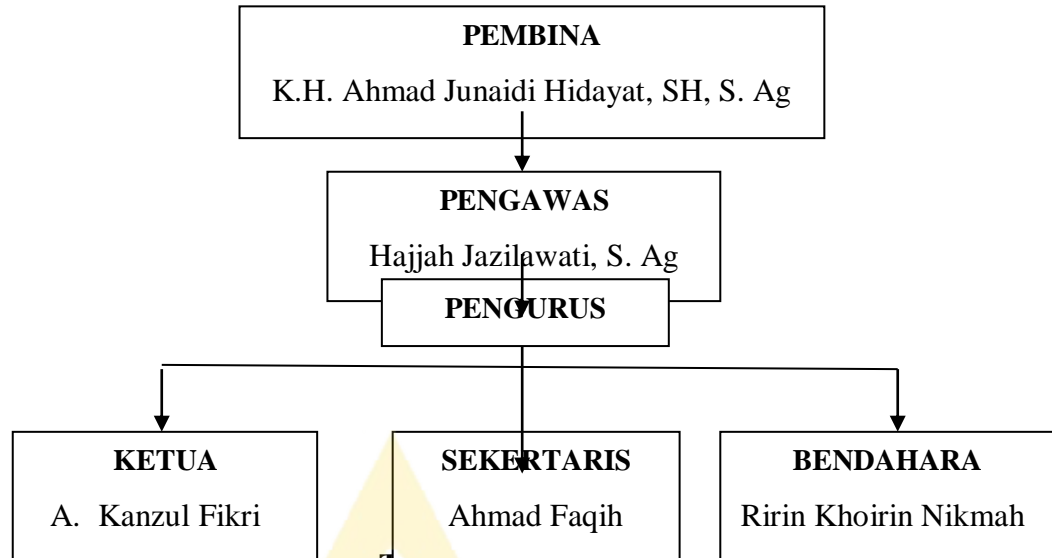 PEMBINA
K.H. Ahmad Junaidi Hidayat, SH, S. Ag
PENGAWAS
Hajjah Jazilawati, S. Ag
PENGURUS
KETUA
A. Kanzul Fikri
SEKERTARIS
Ahmad Faqih
BENDAHARA
Ririn Khoirin Nikmah